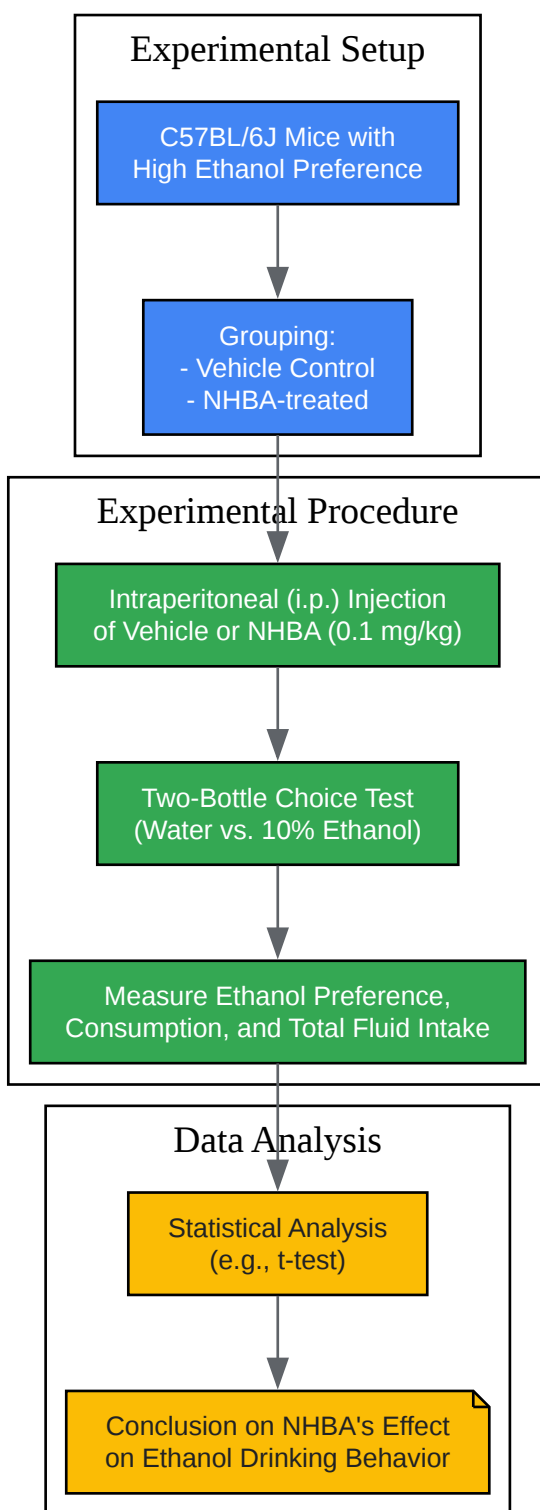 Experimental Setup
C57BL/6J Mice with
High Ethanol Preference
Grouping:
- Vehicle Control
- NHBA-treated
Experimental Procedure
Intraperitoneal (i.p.) Injection
of Vehicle or NHBA (0.1 mg/kg)
Two-Bottle Choice Test
(Water vs. 10% Ethanol)
Measure Ethanol Preference,
Consumption, and Total Fluid Intake
Data Analysis
Statistical Analysis
(e.g., t-test)
Conclusion on NHBA's Effect
on Ethanol Drinking Behavior